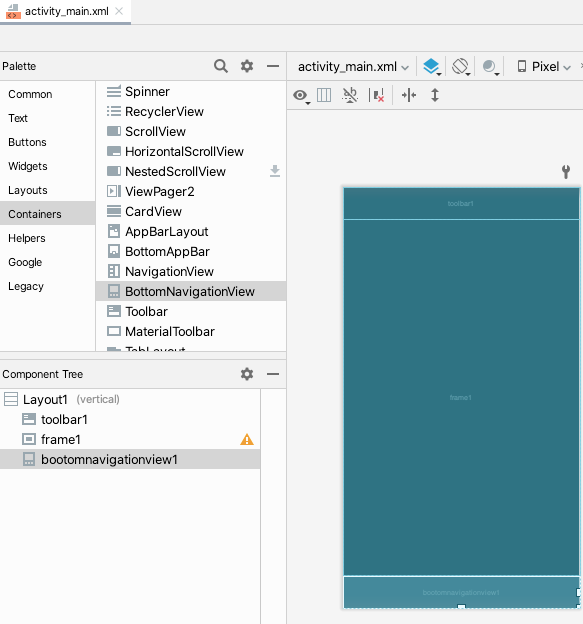 activity_main.xml
Palette
activity_main.xml
Pixel
Common
Text
Buttons
Widgets
Layouts
Containers
Helpers
Google
Legacy
Spinner
RecyclerView
ScrollView
HorizontalScrollView
NestedScrollView
ViewPager2
CardView
AppBarLayout
BottomAppBar
NavigationView
BottomNavigationView
Toolbar
MaterialToolbar
TabLayout
Component Tree
Layout1 (vertical)
toolbar1
frame1
bootomnavigationview1
toolbar1
frame1
bootomnavigationview1